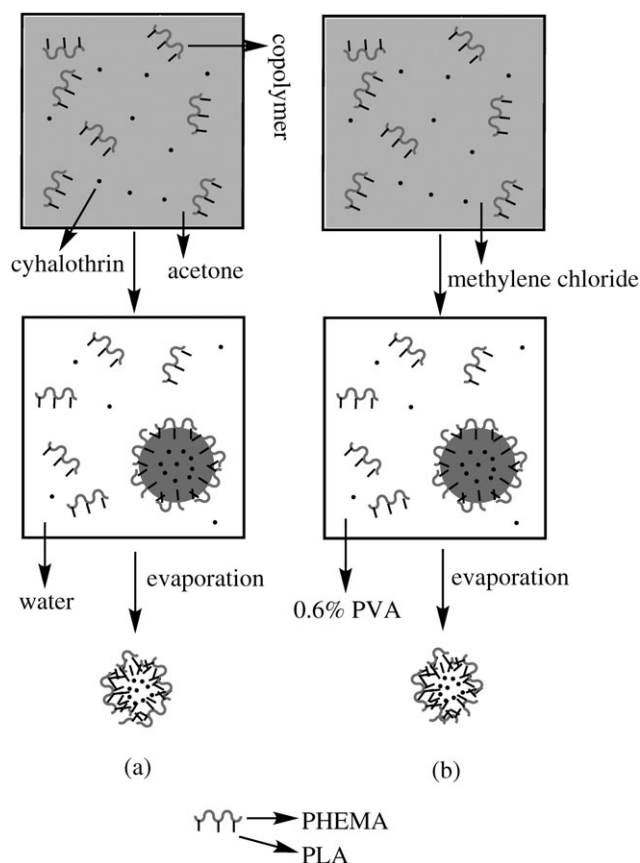 copolymer
cyhalothrin
acetone
methylene chloride
water
evaporation
0.6% PVA
evaporation
(a)
(b)
PHEMA
PLA